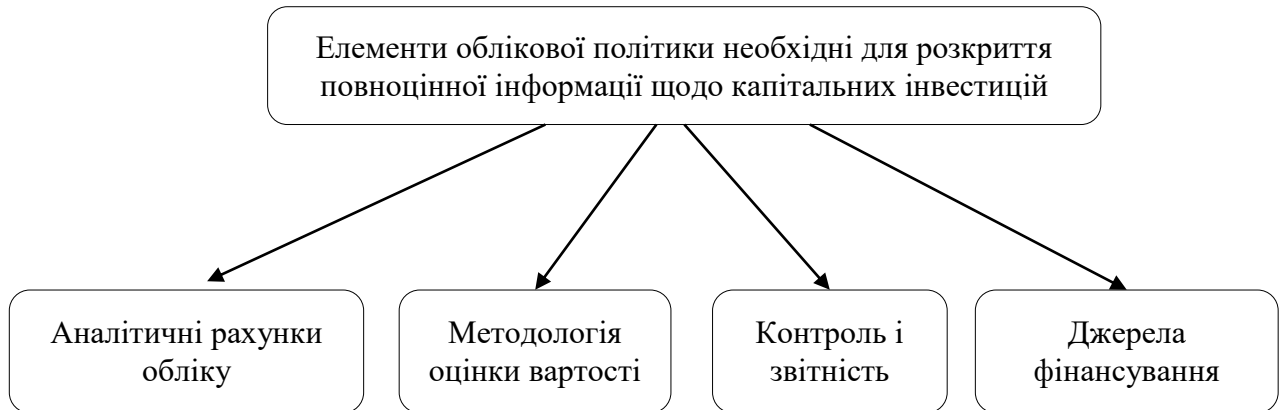 Елементи облікової політики необхідні для розкриття
повноцінної інформації щодо капітальних інвестицій
Аналітичні рахунки
обліку
Методологія
оцінки вартості
Контроль і
звітність
Джерела
фінансування